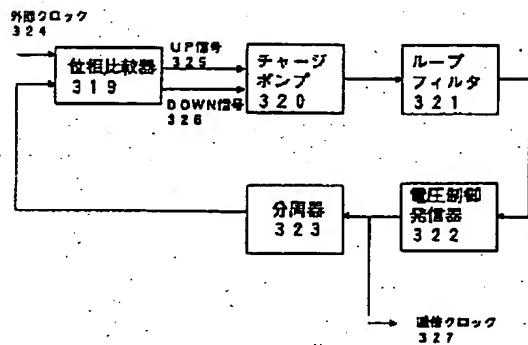 外部クロック
324
位相比較器
319
UP信号
325
DOWN信号
326
チャージ
ポンプ
320
ループ
フィルタ
321
分周器
323
電圧制御
発信器
322
逓倍クロック
327